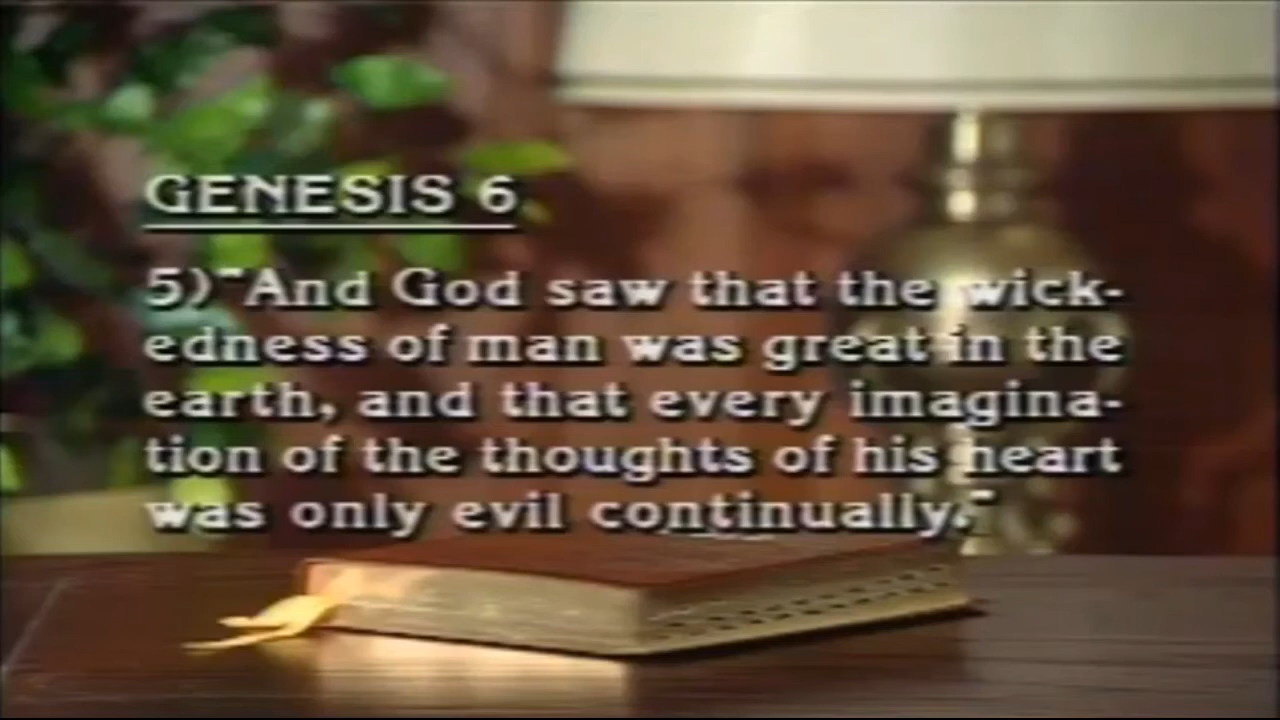 GENESIS 6
5) "And God saw that the wick-
edness of man was great in the
earth, and that every imagina-
tion of the thoughts of his heart
was only evil continually."